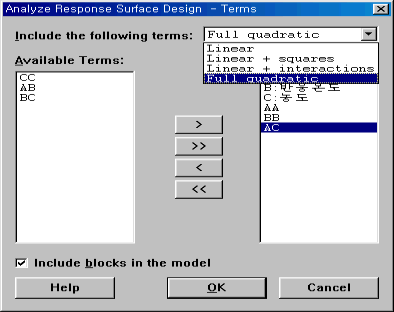 Analyze Response Surface Design - Terms
Include the following terms:
Full quadratic
Linear
Linear + squares
Linear + interactions
Full quadratic
Available Terms:
CC
AB
BC
B:반응온도
C:농도
AA
BB
AC
>
>>
<
<<
Include blocks in the model
Help
OK
Cancel